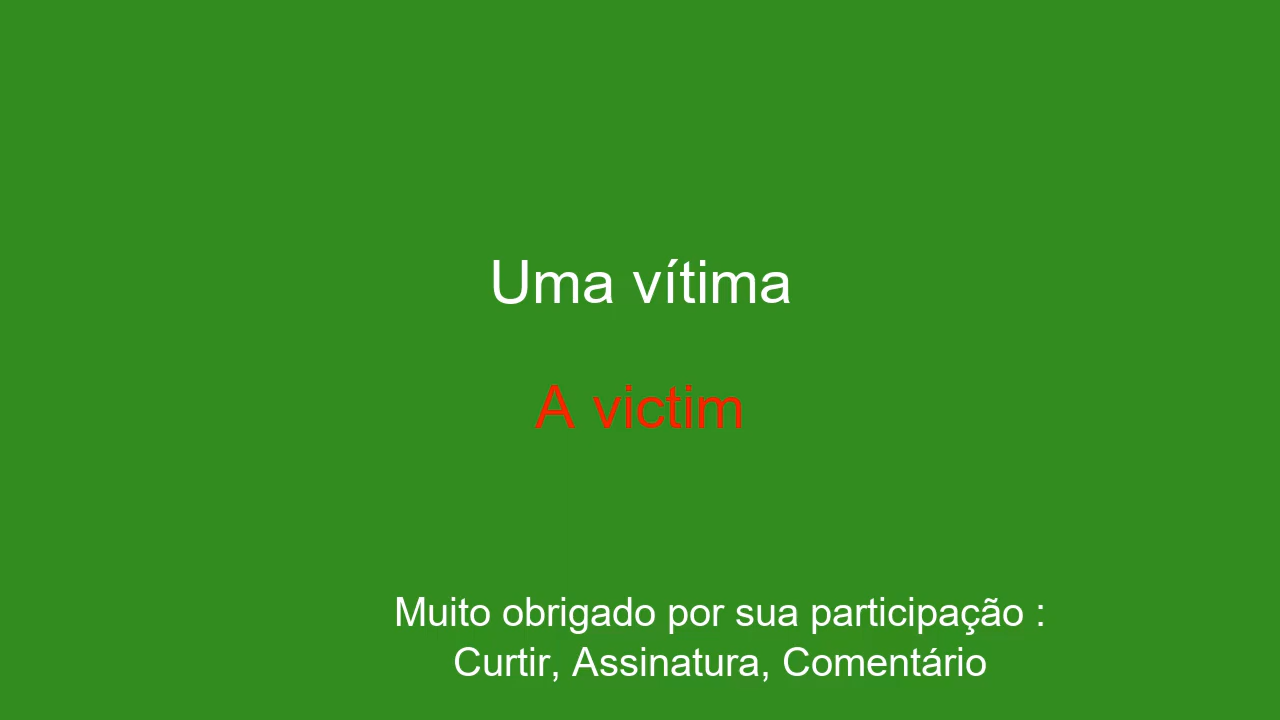 Uma vítima
A victim
Muito obrigado por sua participação :
Curtir, Assinatura, Comentário